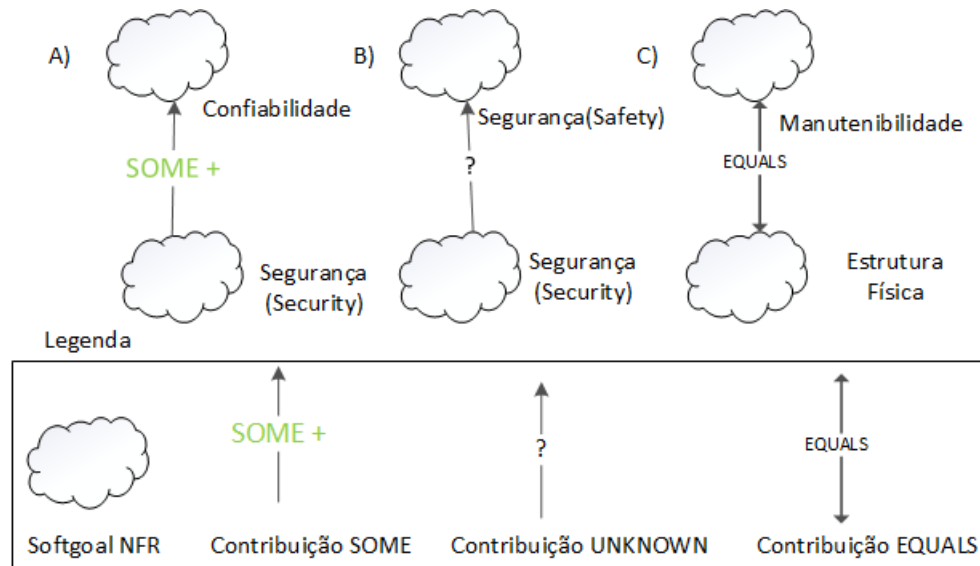 A)
Confiabilidade
SOME +
Segurança
(Security)
B)
Segurança(Safety)
?
Segurança
(Security)
C)
Manutenibilidade
EQUALS
Estrutura
Física
Legenda
SOME +
?
EQUALS
Softgoal NFR
Contribuição SOME
Contribuição UNKNOWN
Contribuição EQUALS